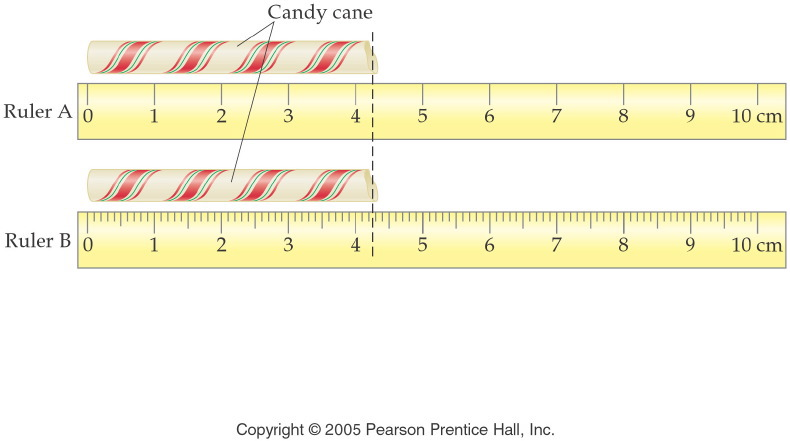 Candy cane
Ruler A
0 1 2 3 4 5 6 7 8 9 10 cm
Ruler B
0 1 2 3 4 5 6 7 8 9 10 cm
Copyright © 2005 Pearson Prentice Hall, Inc.